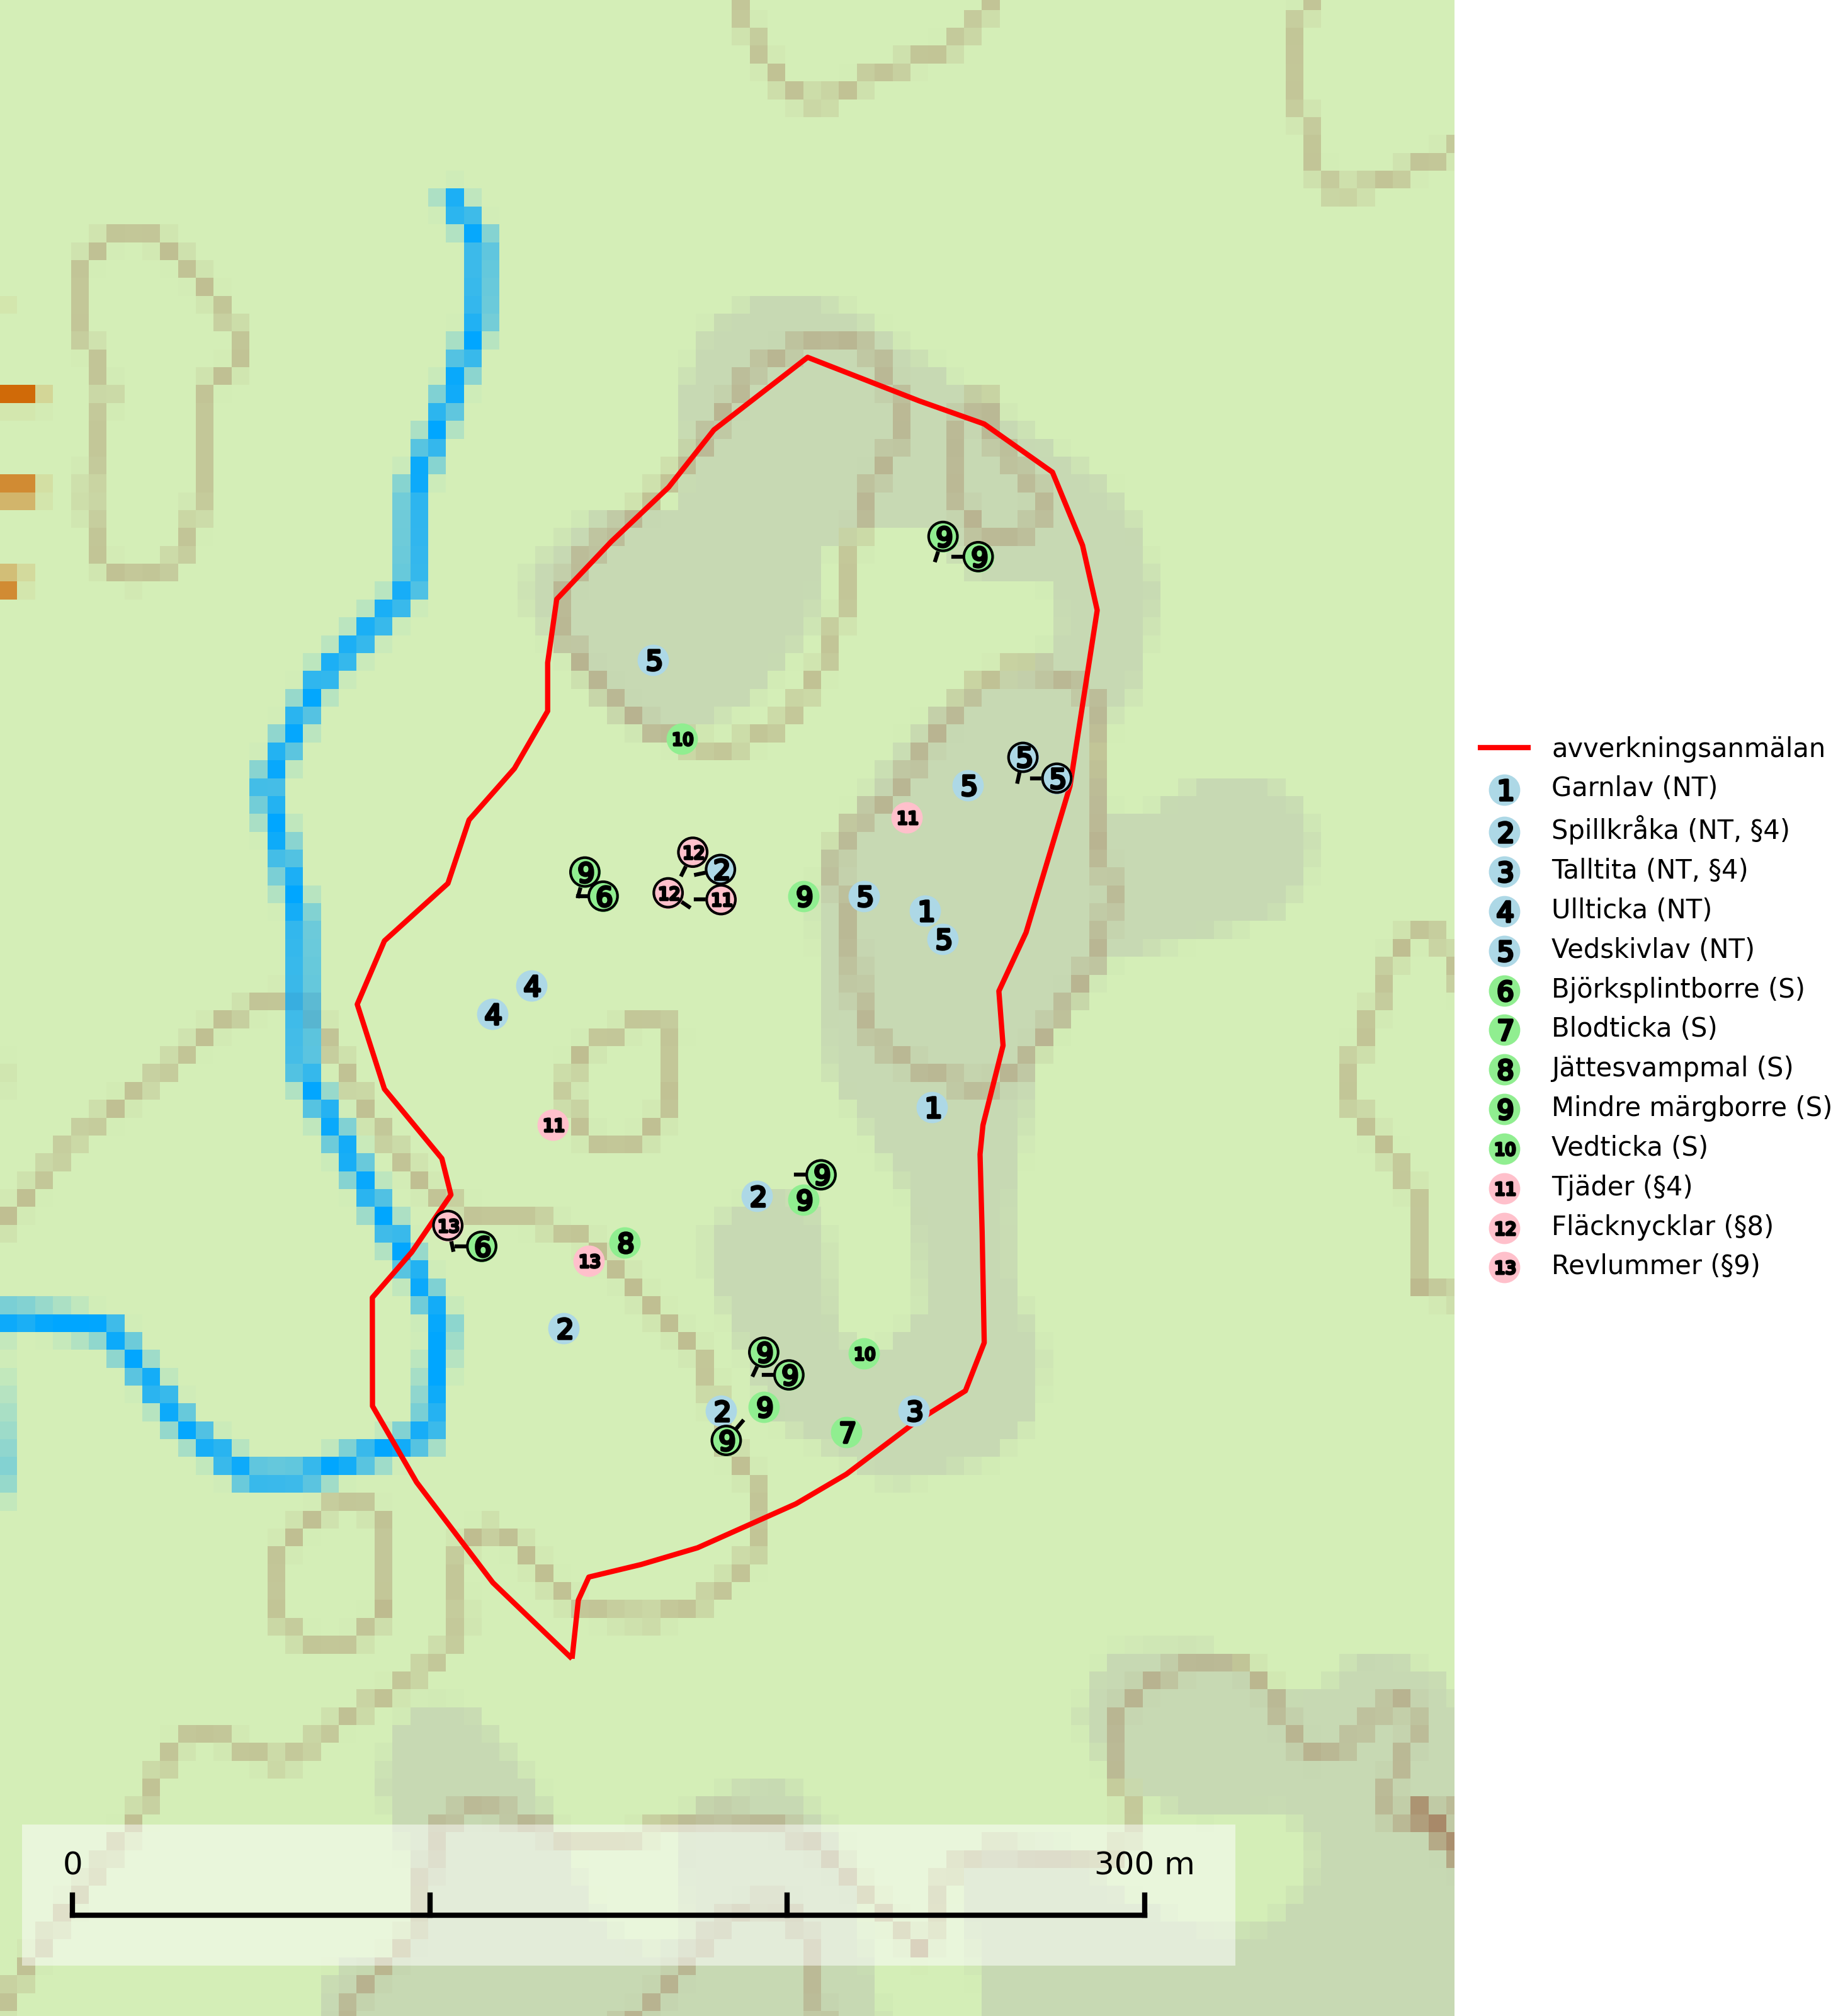 9
9
5
10
5
5
5
11
12
2
9
6
12
11
9
5
1
5
4
4
1
11
9
2
9
13
6
8
13
2
9
10
9
2
9
3
7
9
avverkningsanmälan
1 Garnlav (NT)
2 Spillkråka (NT, §4)
3 Talltita (NT, §4)
4 Ullticka (NT)
5 Vedskivlav (NT)
6 Björksplintborre (S)
7 Blodticka (S)
8 Jättesvampmal (S)
9 Mindre märgborre (S)
10 Vedticka (S)
11 Tjäder (§4)
12 Fläcknycklar (§8)
13 Revlummer (§9)
0 300 m